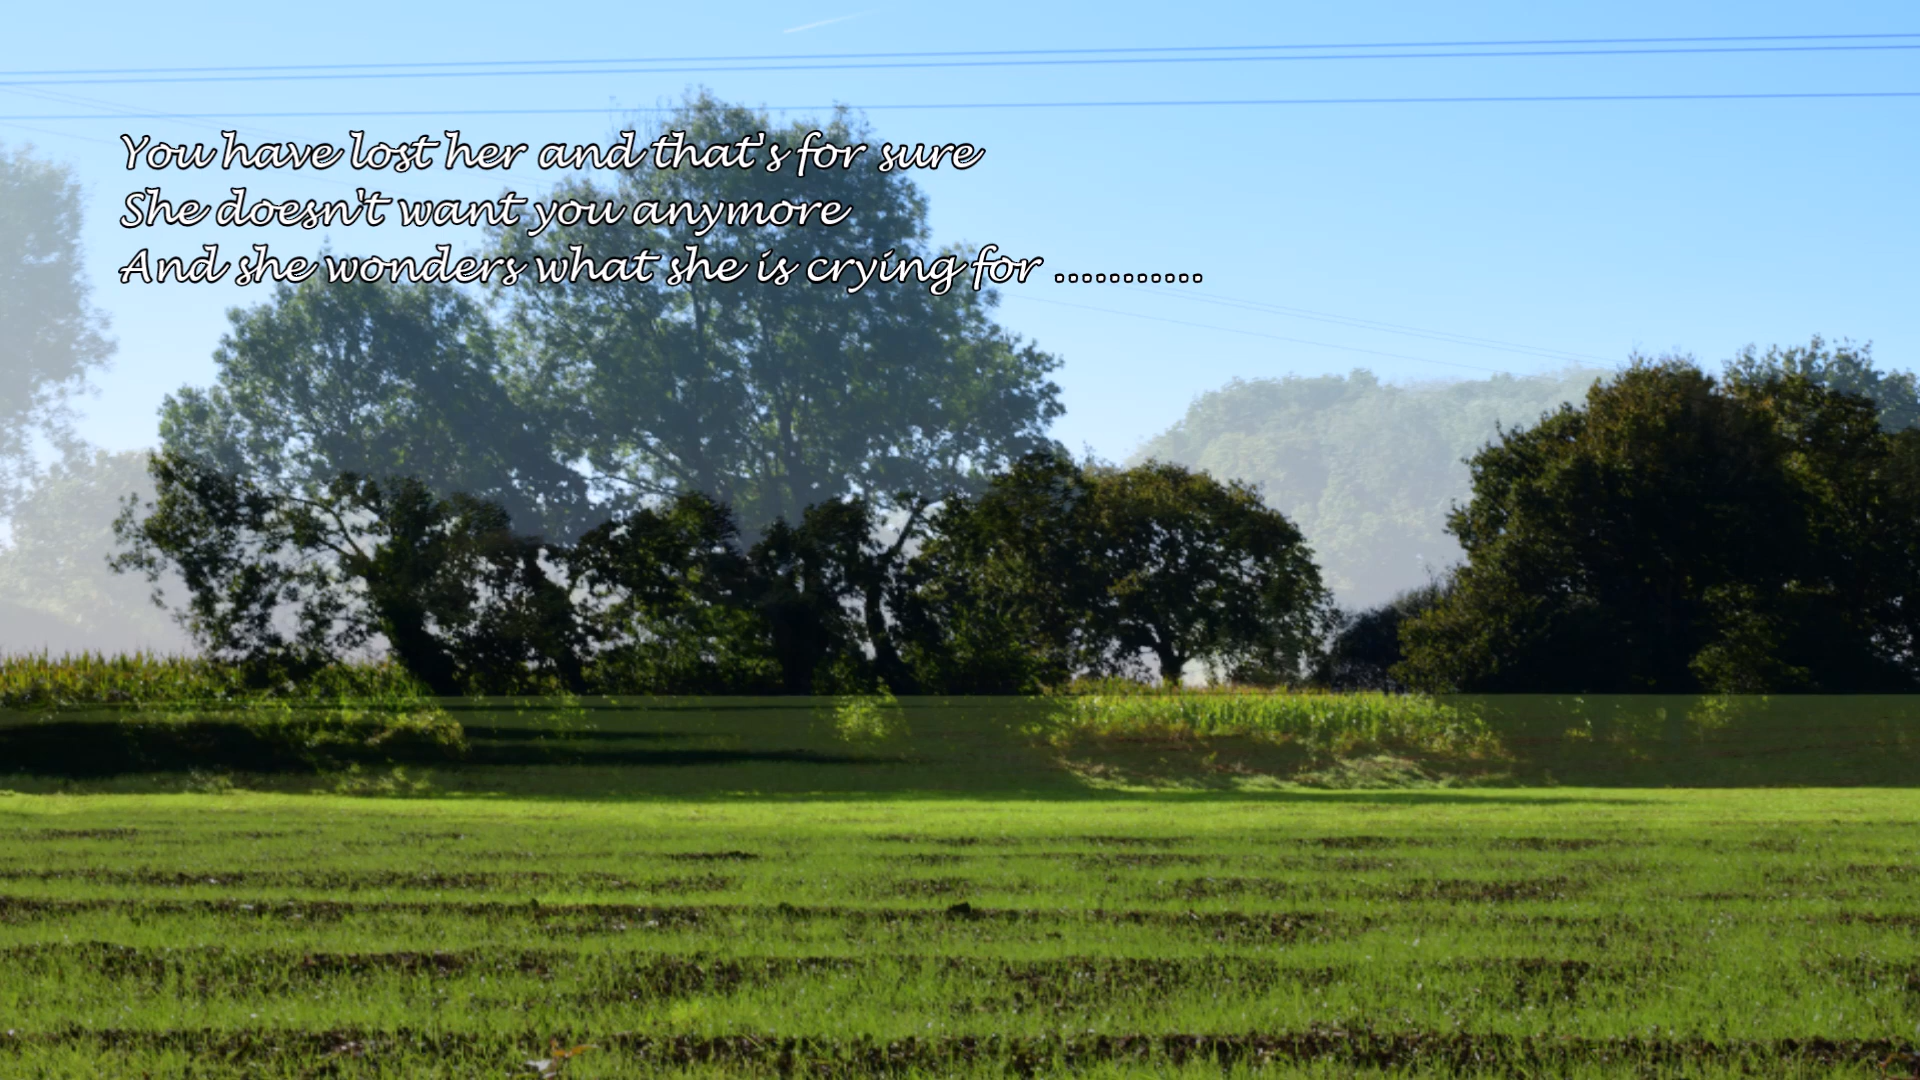 You have lost her and that's for sure
She doesn't want you anymore
And she wonders what she is crying for ...........